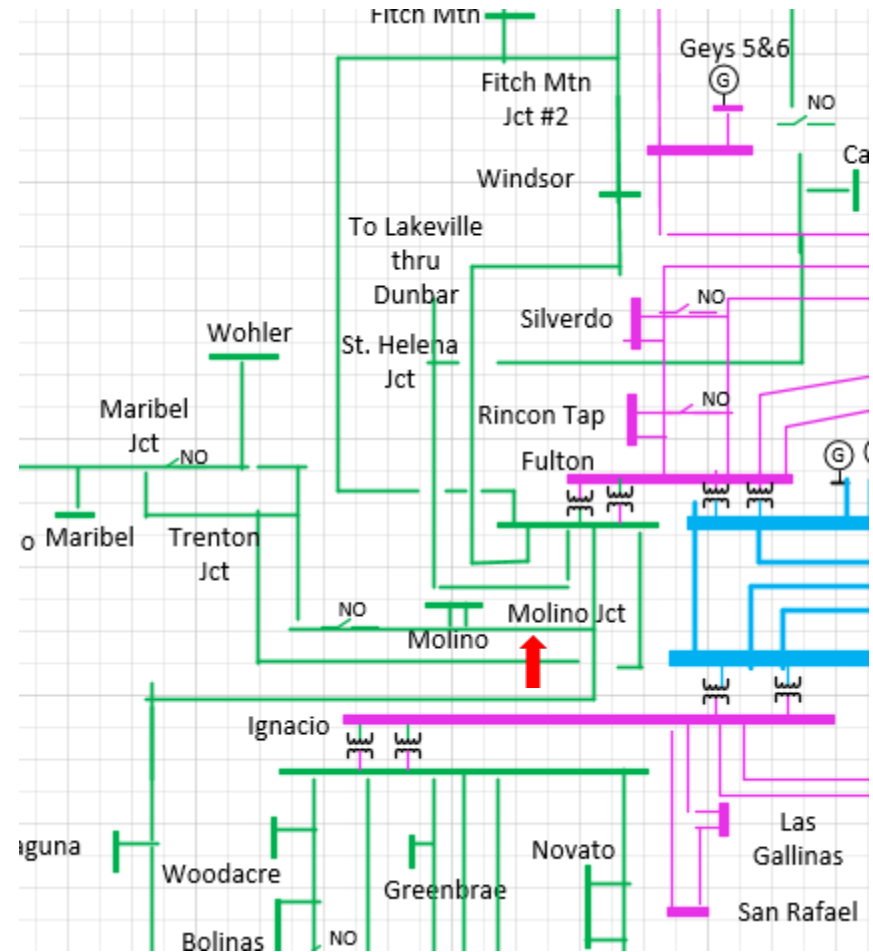 Fitch Mtn
Geys 5&6
G
Fitch Mtn
Jct #2
NO
Ca
Windsor
To Lakeville
thru
Dunbar
NO
Silverdo
Wohler
St. Helena
Jct
Maribel
Jct
NO
Rincon Tap
NO
Fulton
G
o Maribel
Trenton
Jct
NO
Molino Jct
Molino
Ignacio
aguna
Woodacre
Greenbrae
Novato
Las
Gallinas
San Rafael
Bolinas
NO